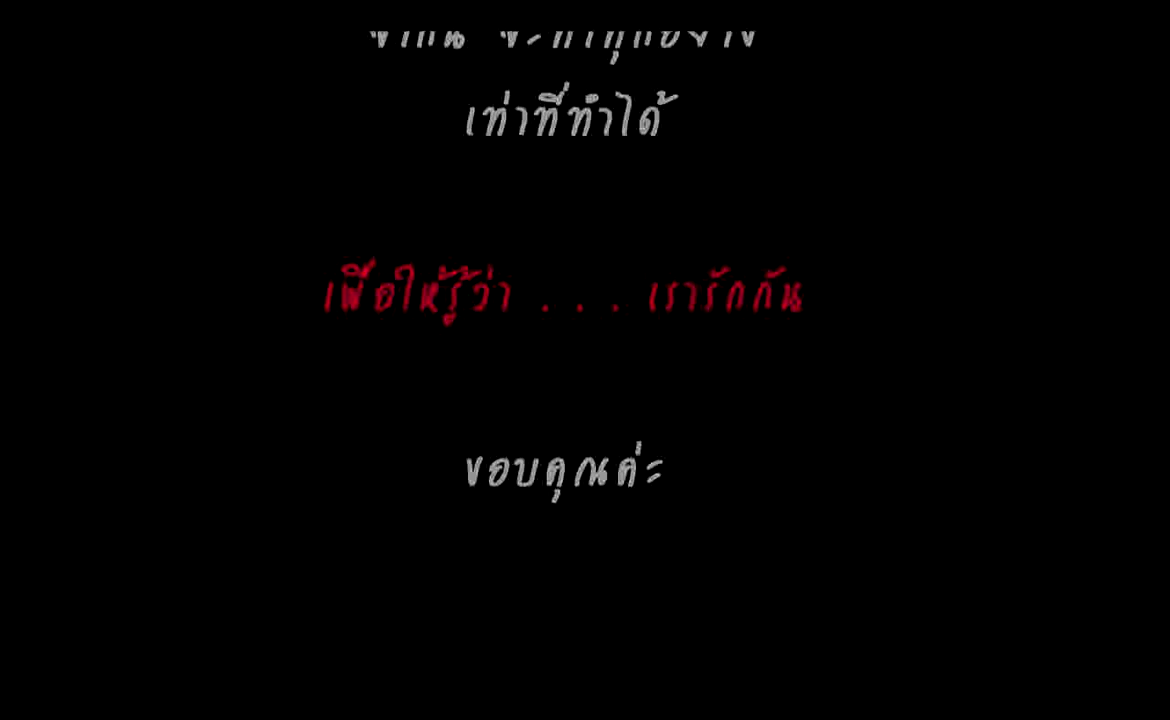 เท่าที่ทำได้
เพื่อให้รู้ว่า . . . เรารักกัน
ขอบคุณค่ะ